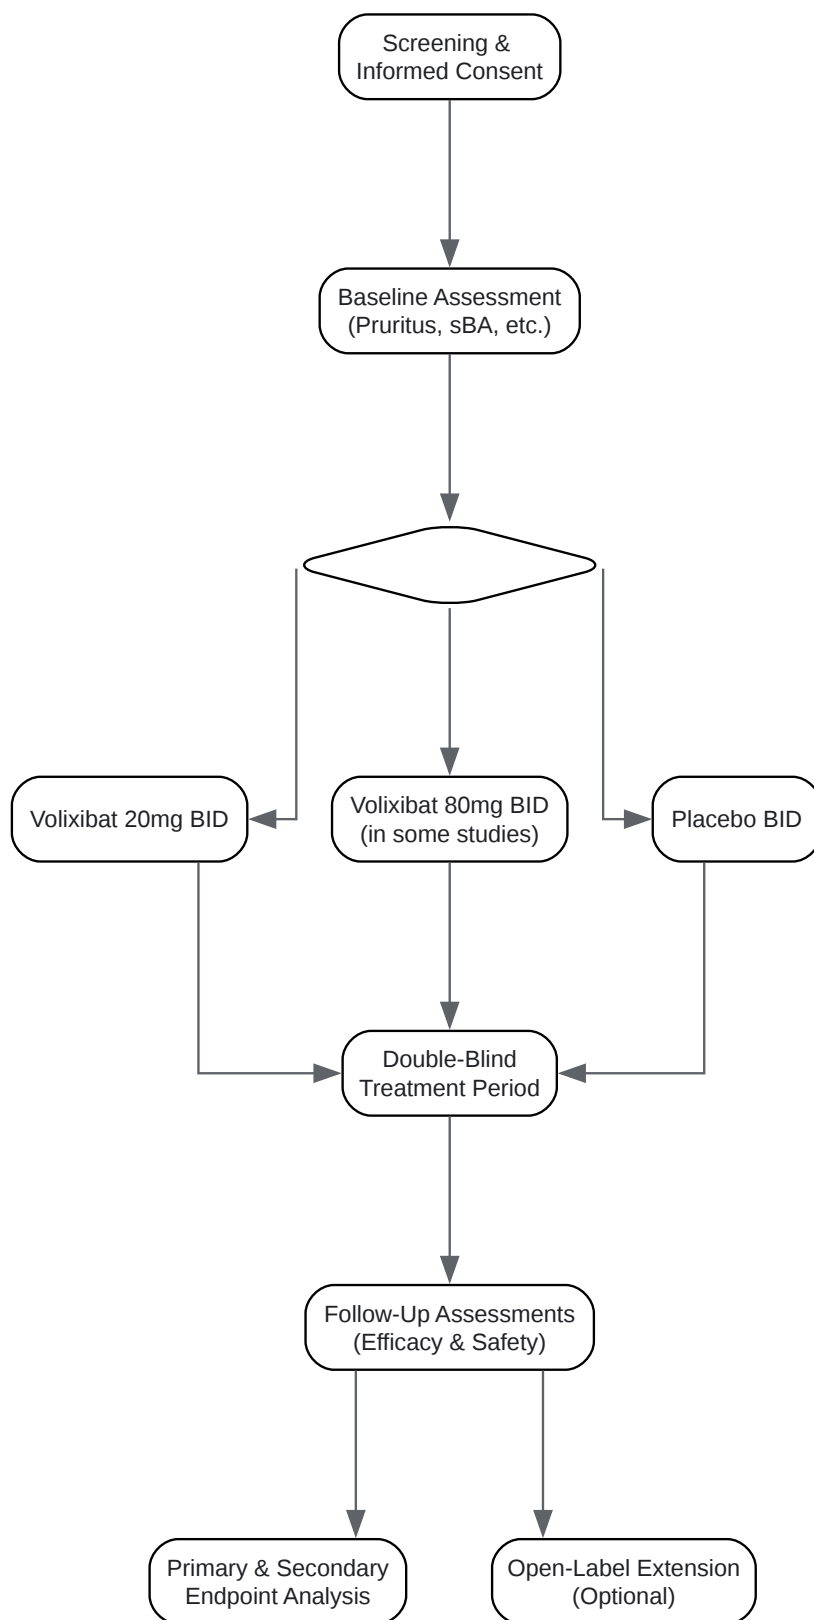 Screening &
Informed Consent
Baseline Assessment
(Pruritus, sBA, etc.)
Volixibat 20mg BID
Volixibat 80mg BID
(in some studies)
Placebo BID
Double-Blind
Treatment Period
Follow-Up Assessments
(Efficacy & Safety)
Primary & Secondary
Endpoint Analysis
Open-Label Extension
(Optional)